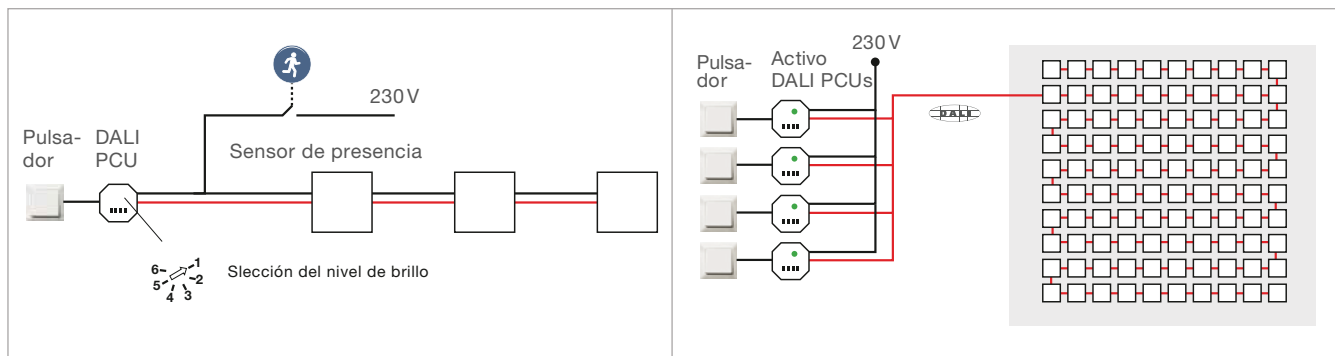 230 V
Pulsa-
dor
DALI
PCU
Sensor de presencia
1
2
3
4
5
6
Slección del nivel de brillo
230 V
Pulsa-
dor
Activo
DALI PCUs
DALI